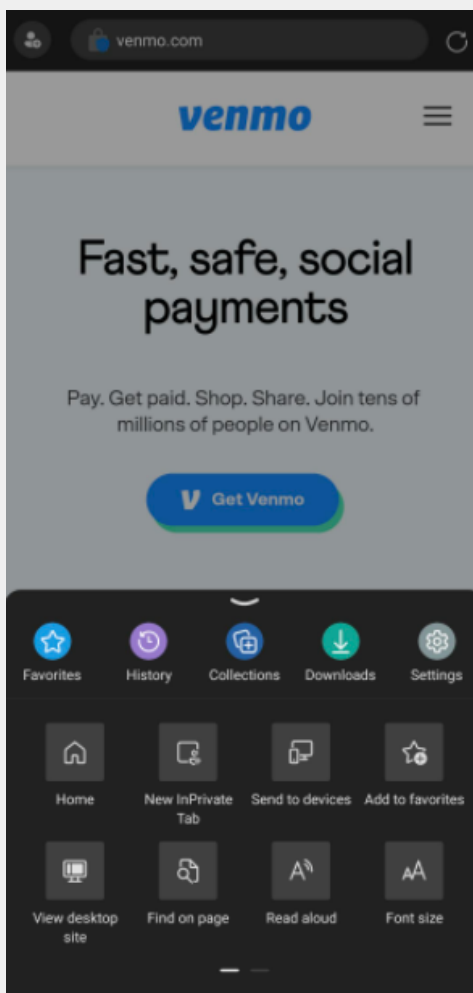 venmo.com
venmo
Fast, safe, social
payments
Pay. Get paid. Shop. Share. Join tens of
millions of people on Venmo.
Get Venmo
Favorites
History
Collections
Downloads
Settings
Home
New InPrivate
Tab
Send to devices
Add to favorites
View desktop
site
Find on page
Read aloud
Font size